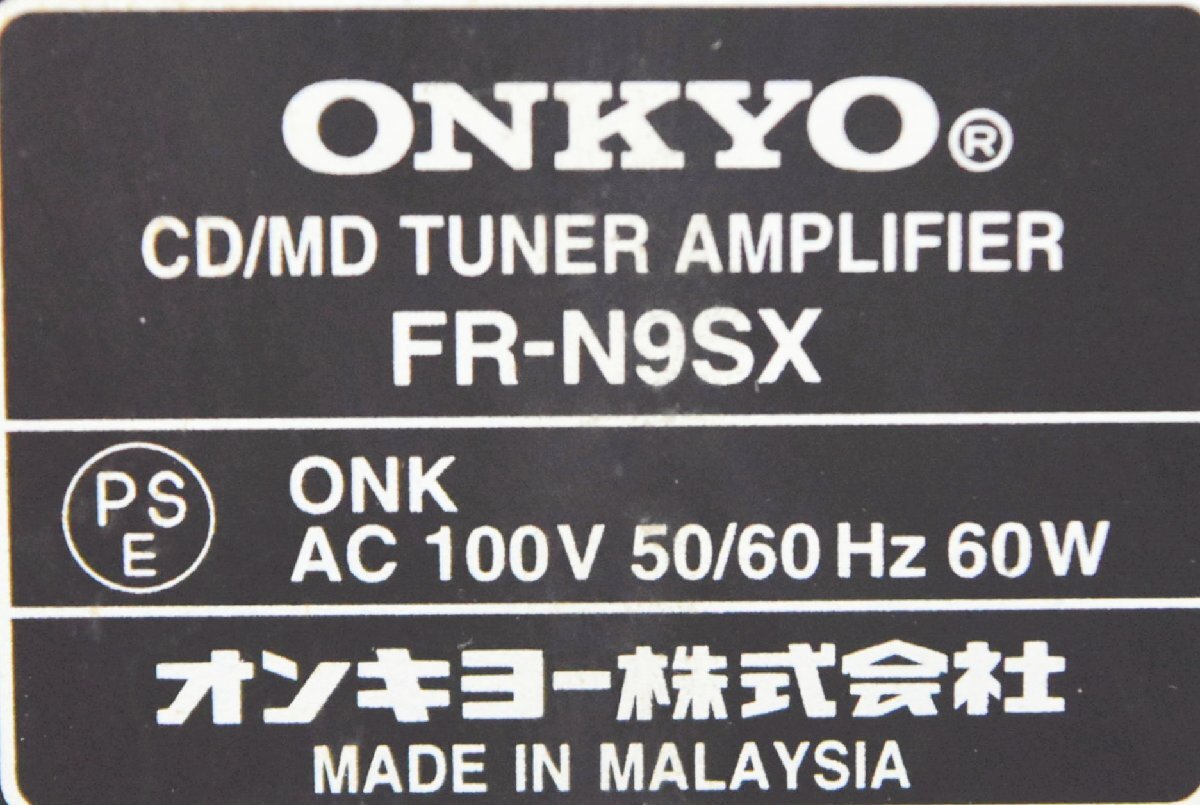 ONKYO®
CD/MD TUNER AMPLIFIER
FR-N9SX
PS
E
ONK
AC 100V 50/60 Hz 60W
オンキヨー株式会社
MADE IN MALAYSIA